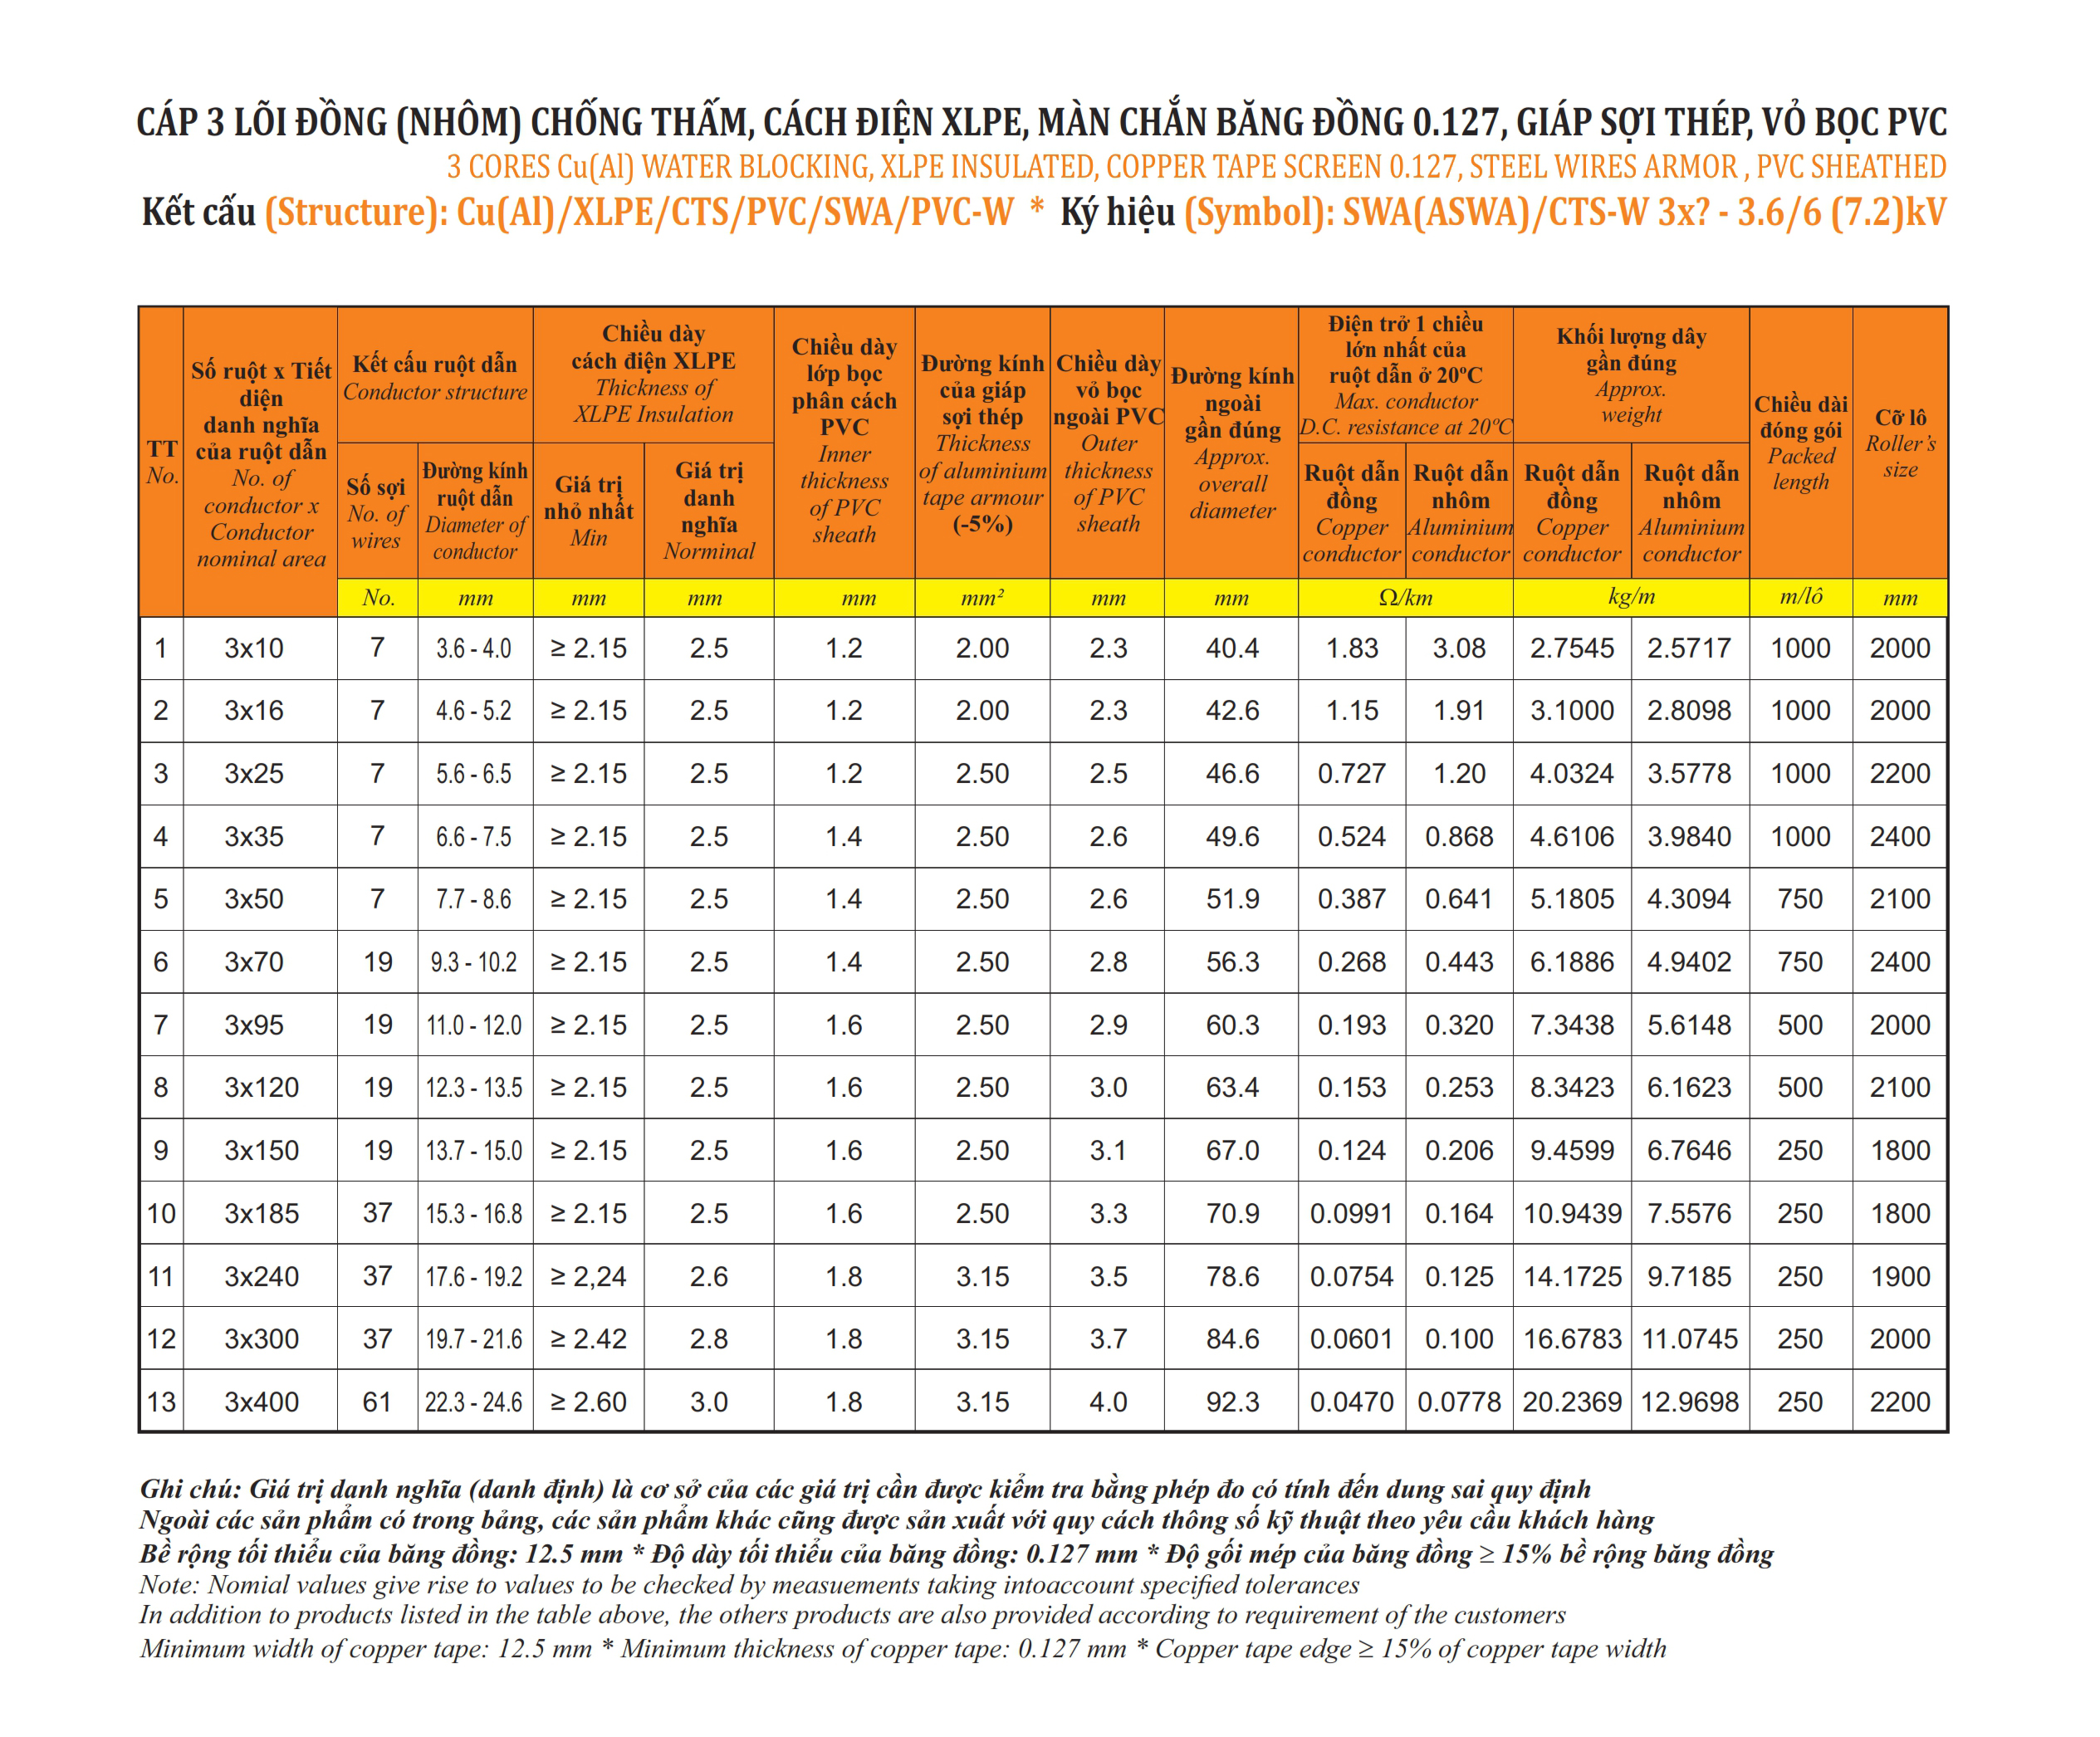 CÁP 3 LÕI ĐỒNG (NHÔM) CHỐNG THẤM, CÁCH ĐIỆN XLPE, MÀN CHẮN BĂNG ĐỒNG 0.127, GIÁP SỢI THÉP, VỎ BỌC PVC
3 CORES Cu(Al) WATER BLOCKING, XLPE INSULATED, COPPER TAPE SCREEN 0.127, STEEL WIRES ARMOR , PVC SHEATHED
Kết cấu (Structure): Cu(Al)/XLPE/CTS/PVC/SWA/PVC-W * Ký hiệu (Symbol): SWA(ASWA)/CTS-W 3x? - 3.6/6 (7.2)kV
TT
No.
Số ruột x Tiết
diện
danh nghĩa
của ruột dẫn
No. of
conductor x
Conductor
nominal area
Kết cấu ruột dẫn
Conductor structure
Số sợi
No. of
wires
Đường kính
ruột dẫn
Diameter of
conductor
Chiều dày
cách điện XLPE
Thickness of
XLPE Insulation
Giá trị
nhỏ nhất
Min
Giá trị
danh
nghĩa
Norminal
Chiều dày
lớp bọc
phân cách
PVC
Inner
thickness
of PVC
sheath
Đường kính
của giáp
sợi thép
Thickness
of aluminium
tape armour
(-5%)
Chiều dày
vỏ bọc
ngoài PVC
Outer
thickness
of PVC
sheath
Đường kính
ngoài
gần đúng
Approx.
overall
diameter
Điện trở 1 chiều
lớn nhất của
ruột dẫn ở 20ºC
Max. conductor
D.C. resistance at 20ºC
Ruột dẫn
đồng
Copper
conductor
Ruột dẫn
nhôm
Aluminium
conductor
Khối lượng dây
gần đúng
Approx.
weight
Ruột dẫn
đồng
Copper
conductor
Ruột dẫn
nhôm
Aluminium
conductor
Chiều dài
đóng gói
Packed
length
Cỡ lô
Roller's
size
No. mm mm mm mm mm² mm mm Ω/km kg/m m/lô mm
1 3x10 7 3.6 - 4.0 ≥ 2.15 2.5 1.2 2.00 2.3 40.4 1.83 3.08 2.7545 2.5717 1000 2000
2 3x16 7 4.6 - 5.2 ≥ 2.15 2.5 1.2 2.00 2.3 42.6 1.15 1.91 3.1000 2.8098 1000 2000
3 3x25 7 5.6 - 6.5 ≥ 2.15 2.5 1.2 2.50 2.5 46.6 0.727 1.20 4.0324 3.5778 1000 2200
4 3x35 7 6.6 - 7.5 ≥ 2.15 2.5 1.4 2.50 2.6 49.6 0.524 0.868 4.6106 3.9840 1000 2400
5 3x50 7 7.7 - 8.6 ≥ 2.15 2.5 1.4 2.50 2.6 51.9 0.387 0.641 5.1805 4.3094 750 2100
6 3x70 19 9.3 - 10.2 ≥ 2.15 2.5 1.4 2.50 2.8 56.3 0.268 0.443 6.1886 4.9402 750 2400
7 3x95 19 11.0 - 12.0 ≥ 2.15 2.5 1.6 2.50 2.9 60.3 0.193 0.320 7.3438 5.6148 500 2000
8 3x120 19 12.3 - 13.5 ≥ 2.15 2.5 1.6 2.50 3.0 63.4 0.153 0.253 8.3423 6.1623 500 2100
9 3x150 19 13.7 - 15.0 ≥ 2.15 2.5 1.6 2.50 3.1 67.0 0.124 0.206 9.4599 6.7646 250 1800
10 3x185 37 15.3 - 16.8 ≥ 2.15 2.5 1.6 2.50 3.3 70.9 0.0991 0.164 10.9439 7.5576 250 1800
11 3x240 37 17.6 - 19.2 ≥ 2,24 2.6 1.8 3.15 3.5 78.6 0.0754 0.125 14.1725 9.7185 250 1900
12 3x300 37 19.7 - 21.6 ≥ 2.42 2.8 1.8 3.15 3.7 84.6 0.0601 0.100 16.6783 11.0745 250 2000
13 3x400 61 22.3 - 24.6 ≥ 2.60 3.0 1.8 3.15 4.0 92.3 0.0470 0.0778 20.2369 12.9698 250 2200
Ghi chú: Giá trị danh nghĩa (danh định) là cơ sở của các giá trị cần được kiểm tra bằng phép đo có tính đến dung sai quy định
Ngoài các sản phẩm có trong bảng, các sản phẩm khác cũng được sản xuất với quy cách thông số kỹ thuật theo yêu cầu khách hàng
Bề rộng tối thiểu của băng đồng: 12.5 mm * Độ dày tối thiểu của băng đồng: 0.127 mm * Độ gối mép của băng đồng ≥ 15% bề rộng băng đồng
Note: Nomial values give rise to values to be checked by measuements taking intoaccount specified tolerances
In addition to products listed in the table above, the others products are also provided according to requirement of the customers
Minimum width of copper tape: 12.5 mm * Minimum thickness of copper tape: 0.127 mm * Copper tape edge ≥ 15% of copper tape width